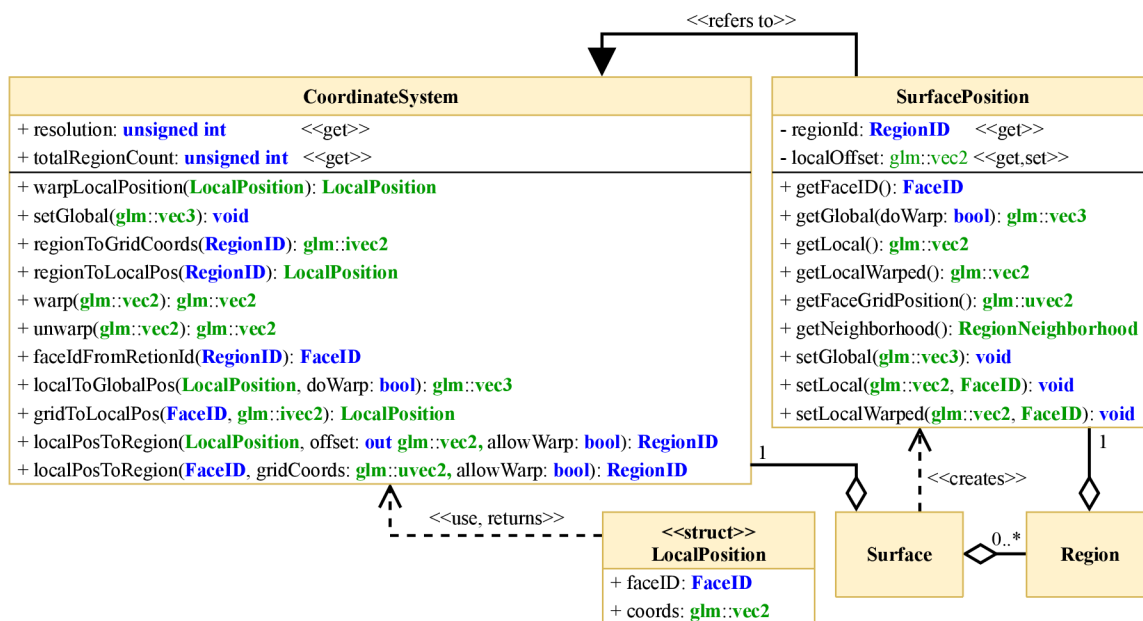 <<refers to>>
CoordinateSystem
+ resolution: unsigned int <<get>>
+ totalRegionCount: unsigned int <<get>>
+ warpLocalPosition(LocalPosition): LocalPosition
+ setGlobal(glm::vec3): void
+ regionToGridCoords(RegionID): glm::ivec2
+ regionToLocalPos(RegionID): LocalPosition
+ warp(glm::vec2): glm::vec2
+ unwarp(glm::vec2): glm::vec2
+ faceIdFromRetionId(RegionID): FaceID
+ localToGlobalPos(LocalPosition, doWarp: bool): glm::vec3
+ gridToLocalPos(FaceID, glm::ivec2): LocalPosition
+ localPosToRegion(LocalPosition, offset: out glm::vec2, allowWarp: bool): RegionID
+ localPosToRegion(FaceID, gridCoords: glm::uvec2, allowWarp: bool): RegionID
SurfacePosition
- regionId: RegionID <<get>>
- localOffset: glm::vec2 <<get,set>>
+ getFaceID(): FaceID
+ getGlobal(doWarp: bool): glm::vec3
+ getLocal(): glm::vec2
+ getLocalWarped(): glm::vec2
+ getFaceGridPosition(): glm::uvec2
+ getNeighborhood(): RegionNeighborhood
+ setGlobal(glm::vec3): void
+ setLocal(glm::vec2, FaceID): void
+ setLocalWarped(glm::vec2, FaceID): void
1
1
<<creates>>
<<use, returns>>
<<struct>>
LocalPosition
+ faceID: FaceID
+ coords: glm::vec2
Surface
0..*
Region